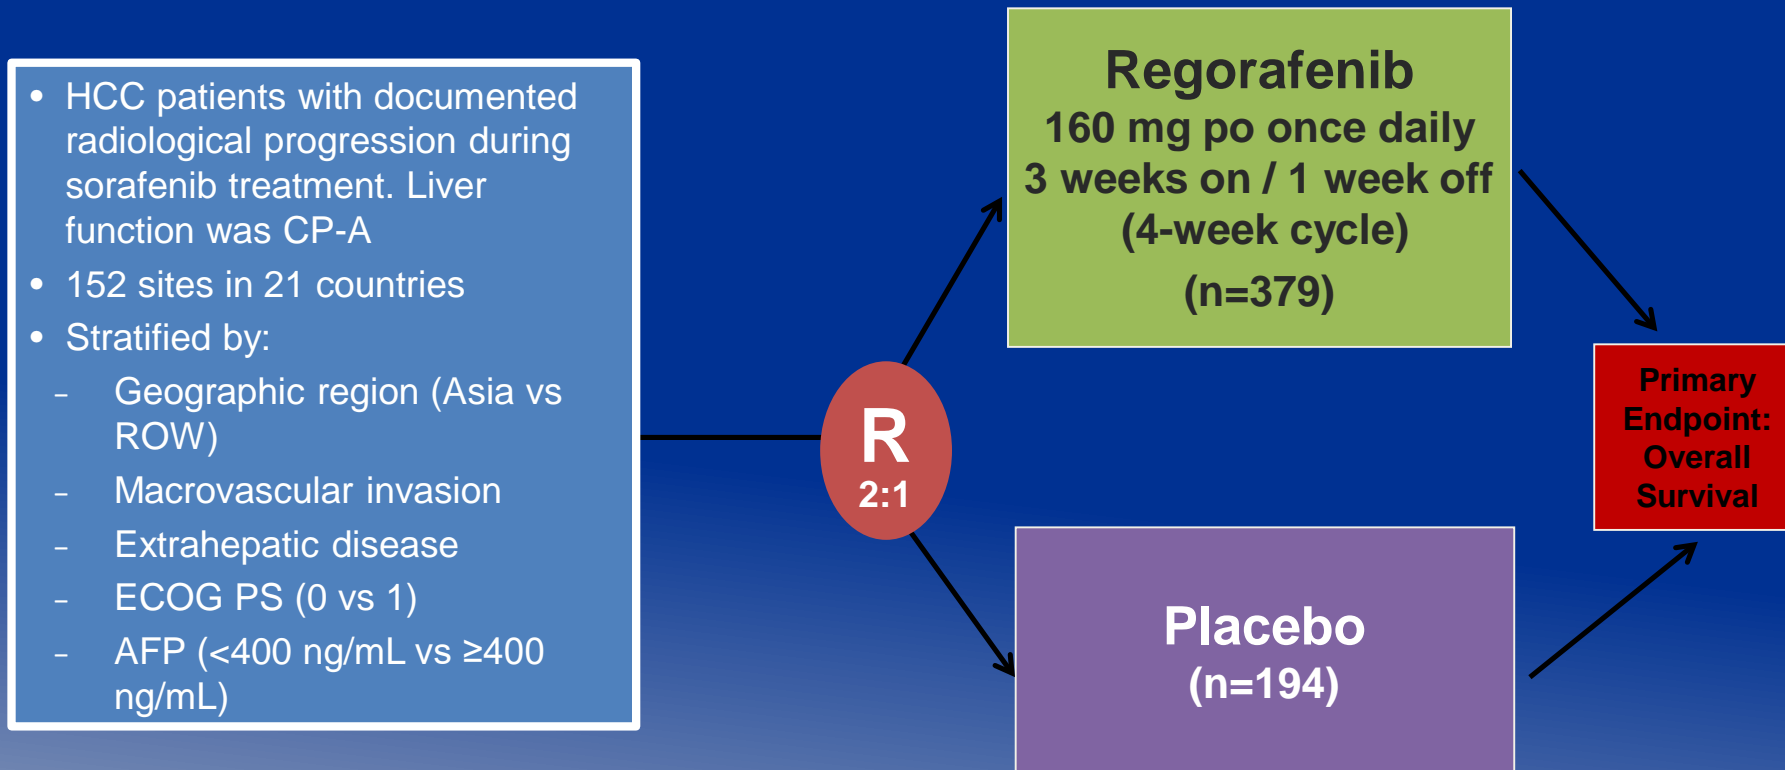 • HCC patients with documented
radiological progression during
sorafenib treatment. Liver
function was CP-A
• 152 sites in 21 countries
• Stratified by:
– Geographic region (Asia vs
ROW)
– Macrovascular invasion
– Extrahepatic disease
– ECOG PS (0 vs 1)
– AFP (<400 ng/mL vs ≥400
ng/mL)
R
2:1
Regorafenib
160 mg po once daily
3 weeks on / 1 week off
(4-week cycle)
(n=379)
Placebo
(n=194)
Primary
Endpoint:
Overall
Survival